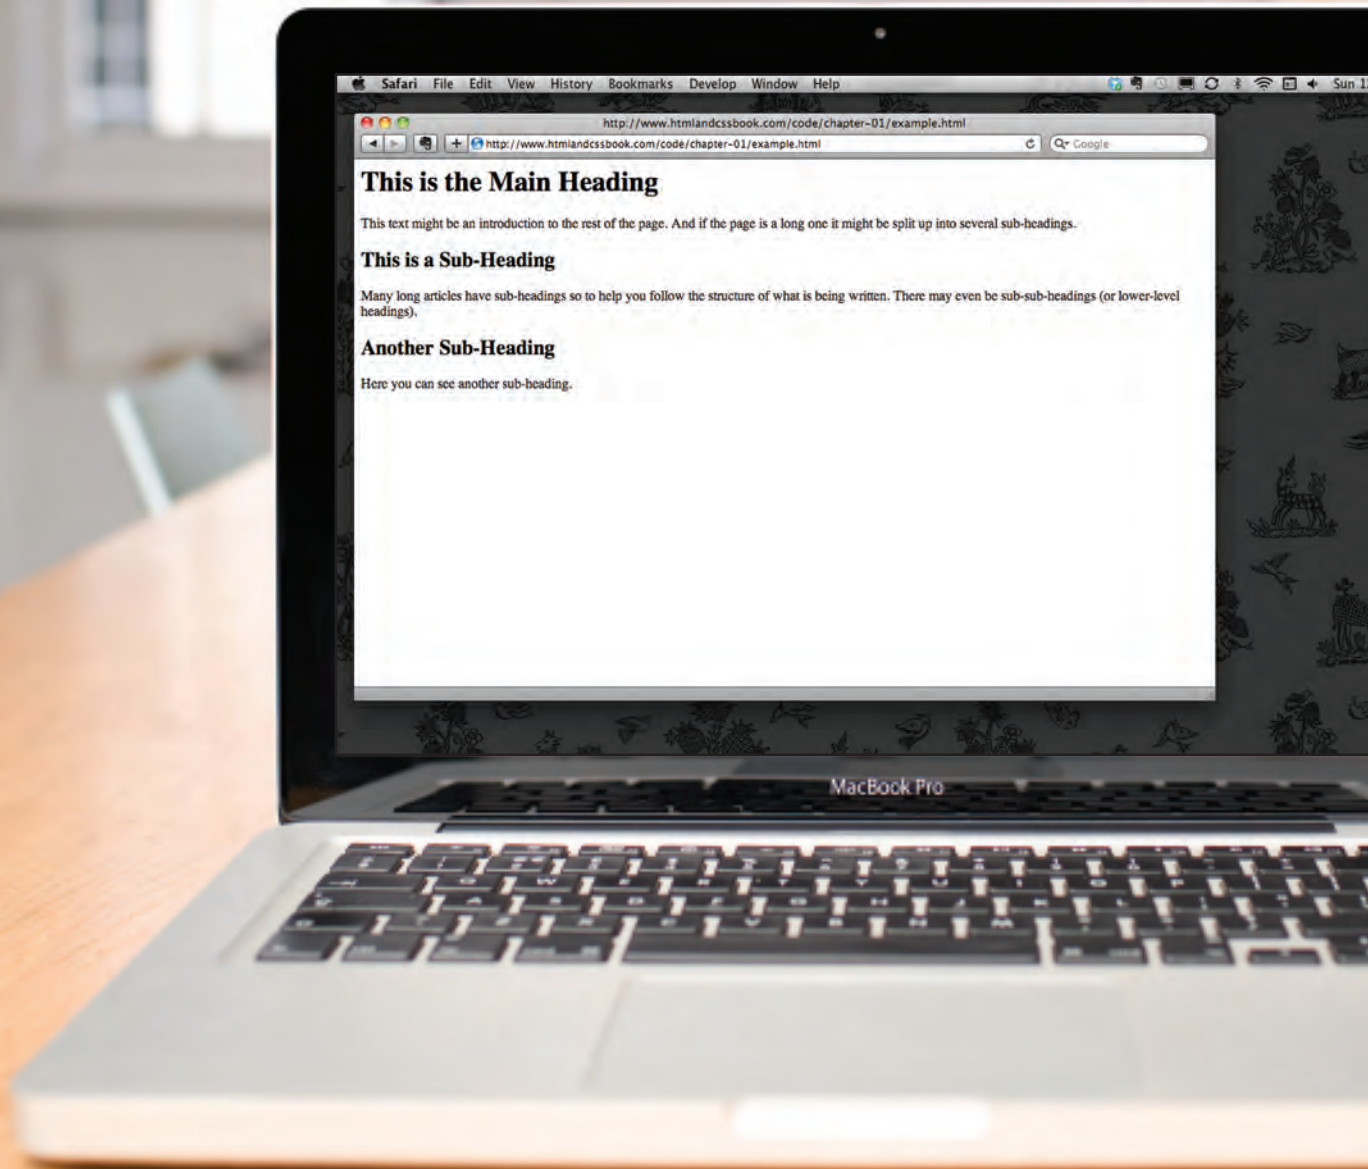 Safari File Edit View History Bookmarks Develop Window Help Sun
http://www.htmlandcssbook.com/code/chapter-01/example.html
http://www.htmlandcssbook.com/code/chapter-01/example.html Google
This is the Main Heading
This text might be an introduction to the rest of the page. And if the page is a long one it might be split up into several sub-headings.
This is a Sub-Heading
Many long articles have sub-headings so to help you follow the structure of what is being written. There may even be sub-sub-headings (or lower-level
headings).
Another Sub-Heading
Here you can see another sub-heading.
MacBook Pro